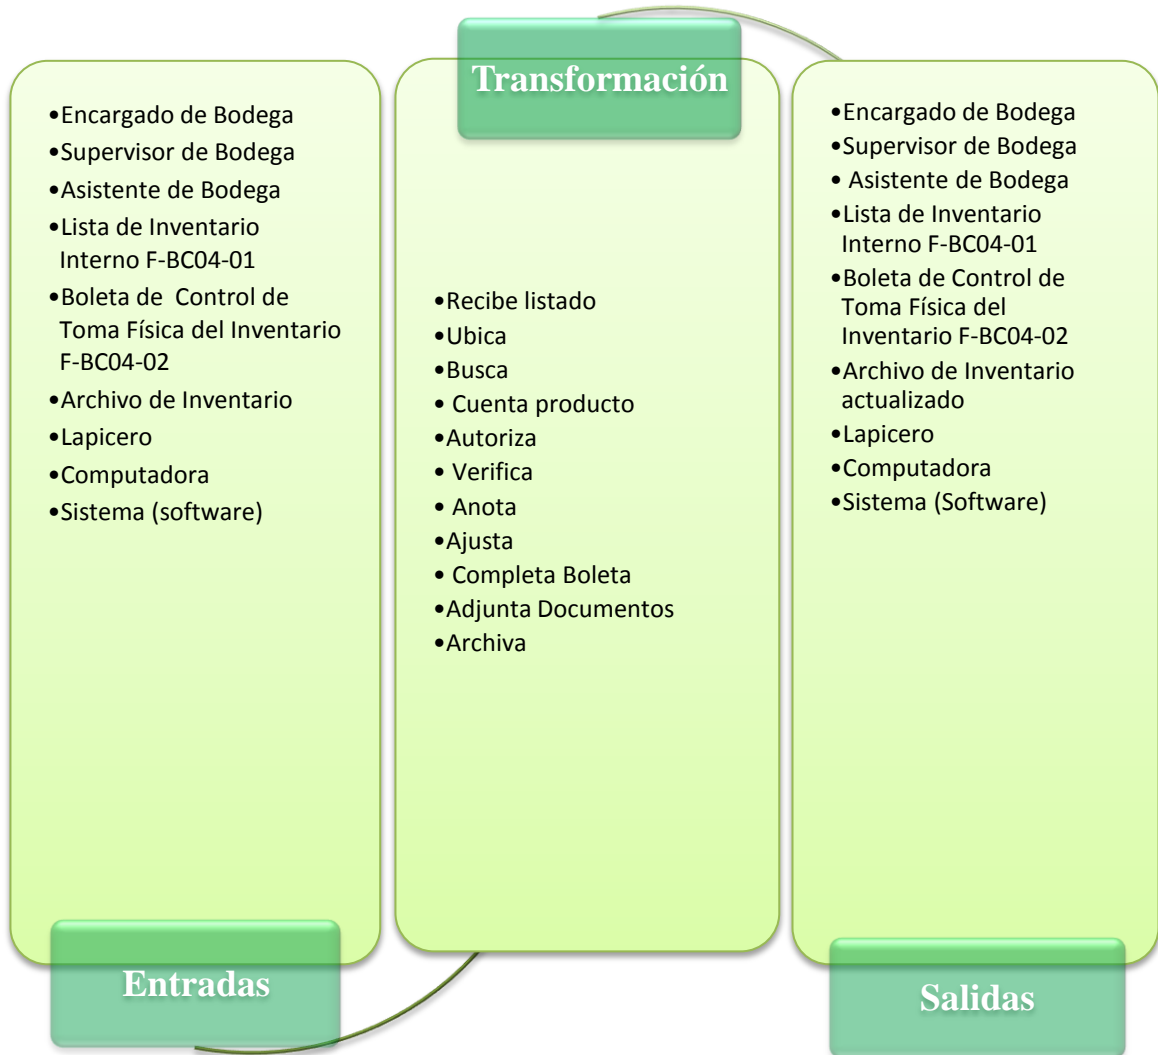 •Encargado de Bodega
•Supervisor de Bodega
•Asistente de Bodega
•Lista de Inventario
Interno F-BC04-01
•Boleta de Control de
Toma Física del Inventario
F-BC04-02
•Archivo de Inventario
•Lapicero
•Computadora
•Sistema (software)
Entradas
Transformación
•Recibe listado
•Ubica
•Busca
• Cuenta producto
•Autoriza
• Verifica
• Anota
•Ajusta
• Completa Boleta
•Adjunta Documentos
•Archiva
•Encargado de Bodega
•Supervisor de Bodega
• Asistente de Bodega
•Lista de Inventario
Interno F-BC04-01
•Boleta de Control de
Toma Física del
Inventario F-BC04-02
•Archivo de Inventario
actualizado
•Lapicero
•Computadora
•Sistema (Software)
Salidas